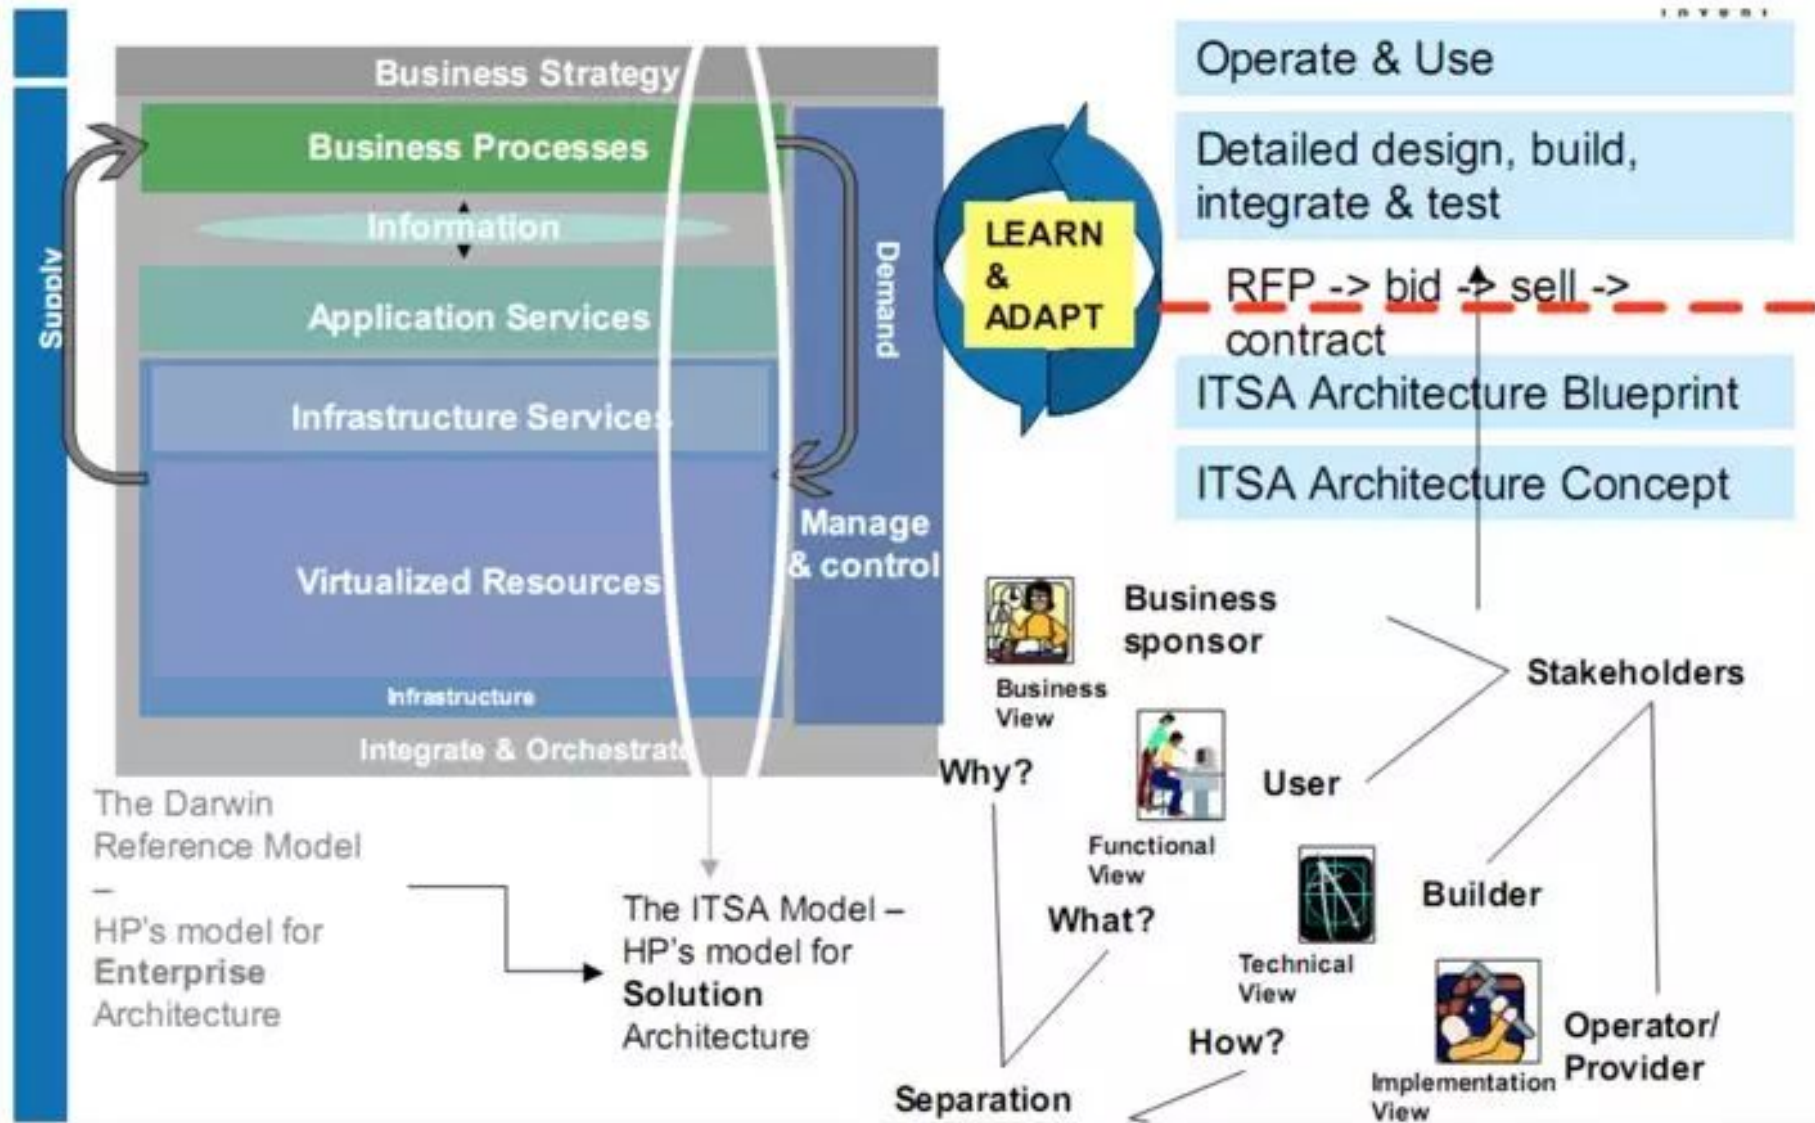 invent
Business Strategy
Business Processes
Information
Application Services
Infrastructure Services
Virtualized Resources
Infrastructure
Integrate & Orchestrate
Supply
Demand
Manage
& control
LEARN
&
ADAPT
Operate & Use
Detailed design, build,
integrate & test
RFP -> bid -> sell ->
contract
ITSA Architecture Blueprint
ITSA Architecture Concept
The Darwin
Reference Model
–
HP's model for
Enterprise
Architecture
The ITSA Model –
HP's model for
Solution
Architecture
Business
sponsor
Business
View
Stakeholders
Why?
User
Functional
View
What?
Builder
Technical
View
How?
Operator/
Provider
Implementation
View
Separation